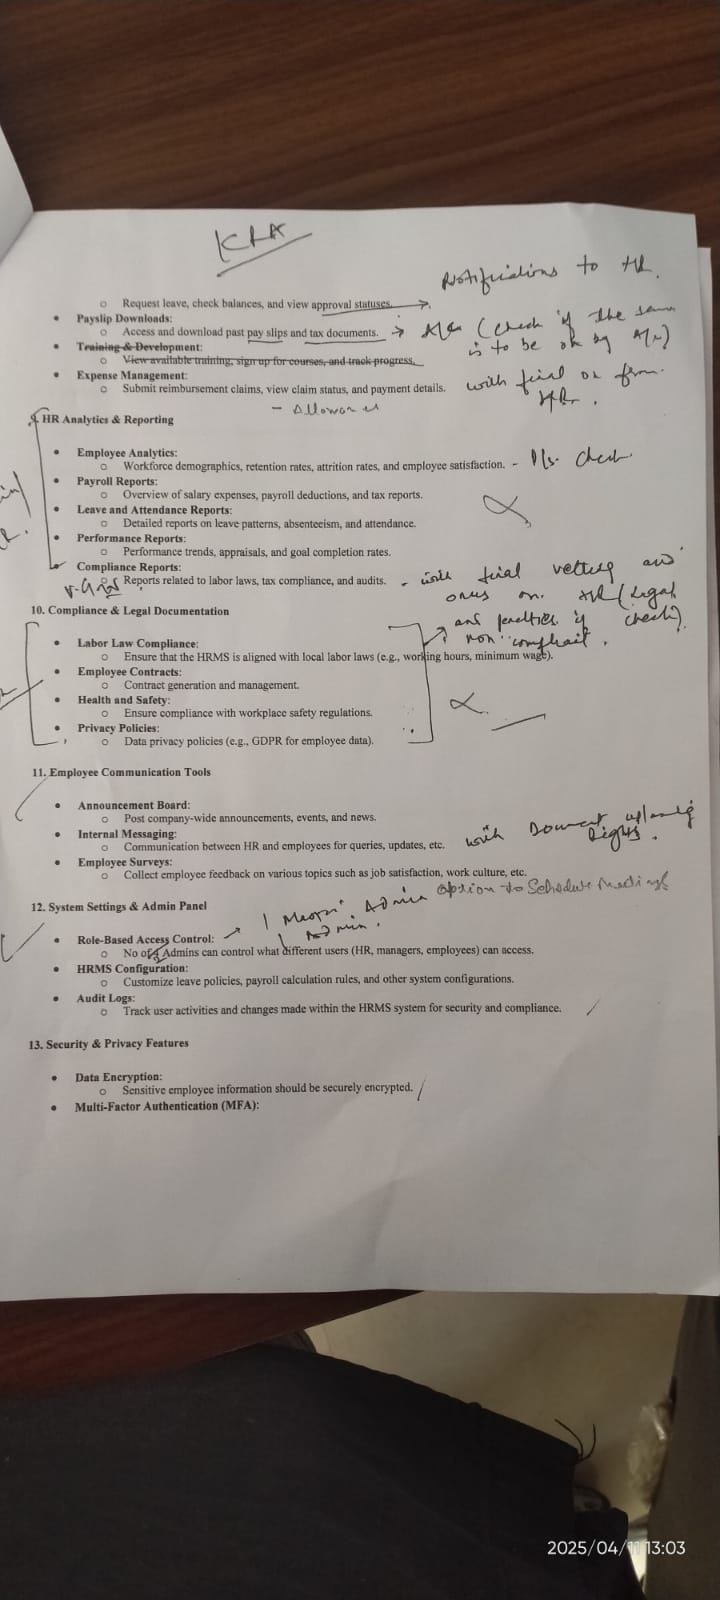 Notifications to HR.
o Request leave, check balances, and view approval statuses.
• Payslip Downloads:
o Access and download past pay slips and tax documents. → (check if the same
is to be ok by A/c)
• Training & Development:
o View available training, sign up for courses, and track progress.
• Expense Management:
o Submit reimbursement claims, view claim status, and payment details. with final ok from
HR.
HR Analytics & Reporting
• Employee Analytics:
o Workforce demographics, retention rates, attrition rates, and employee satisfaction. - Pls. check
• Payroll Reports:
o Overview of salary expenses, payroll deductions, and tax reports.
• Leave and Attendance Reports:
o Detailed reports on leave patterns, absenteeism, and attendance.
• Performance Reports:
o Performance trends, appraisals, and goal completion rates.
Compliance Reports:
Reports related to labor laws, tax compliance, and audits. - with final vetting and
onus on HR (Legal
check)
and penalties if
non compliant.
10. Compliance & Legal Documentation
• Labor Law Compliance:
o Ensure that the HRMS is aligned with local labor laws (e.g., working hours, minimum wage).
• Employee Contracts:
o Contract generation and management.
• Health and Safety:
o Ensure compliance with workplace safety regulations.
• Privacy Policies:
o Data privacy policies (e.g., GDPR for employee data).
11. Employee Communication Tools
• Announcement Board:
o Post company-wide announcements, events, and news.
• Internal Messaging:
o Communication between HR and employees for queries, updates, etc. with Document uploading
Rights.
• Employee Surveys:
o Collect employee feedback on various topics such as job satisfaction, work culture, etc.
option to Schedule Meetings
12. System Settings & Admin Panel
1 Master Admin
1 Admin.
• Role-Based Access Control: →
o No of Admins can control what different users (HR, managers, employees) can access.
• HRMS Configuration:
o Customize leave policies, payroll calculation rules, and other system configurations.
• Audit Logs:
o Track user activities and changes made within the HRMS system for security and compliance.
13. Security & Privacy Features
• Data Encryption:
o Sensitive employee information should be securely encrypted.
• Multi-Factor Authentication (MFA):
2025/04/11 13:03